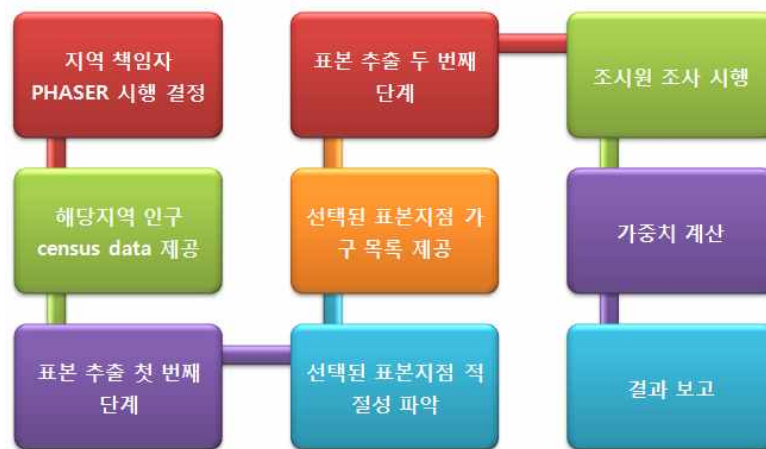 지역 책임자
PHASER 시행 결정
해당지역 인구
census data 제공
표본 추출 첫 번째
단계
선택된 표본지점 적
절성 파악
선택된 표본지점 가
구 목록 제공
표본 추출 두 번째
단계
조시원 조사 시행
가중치 계산
결과 보고